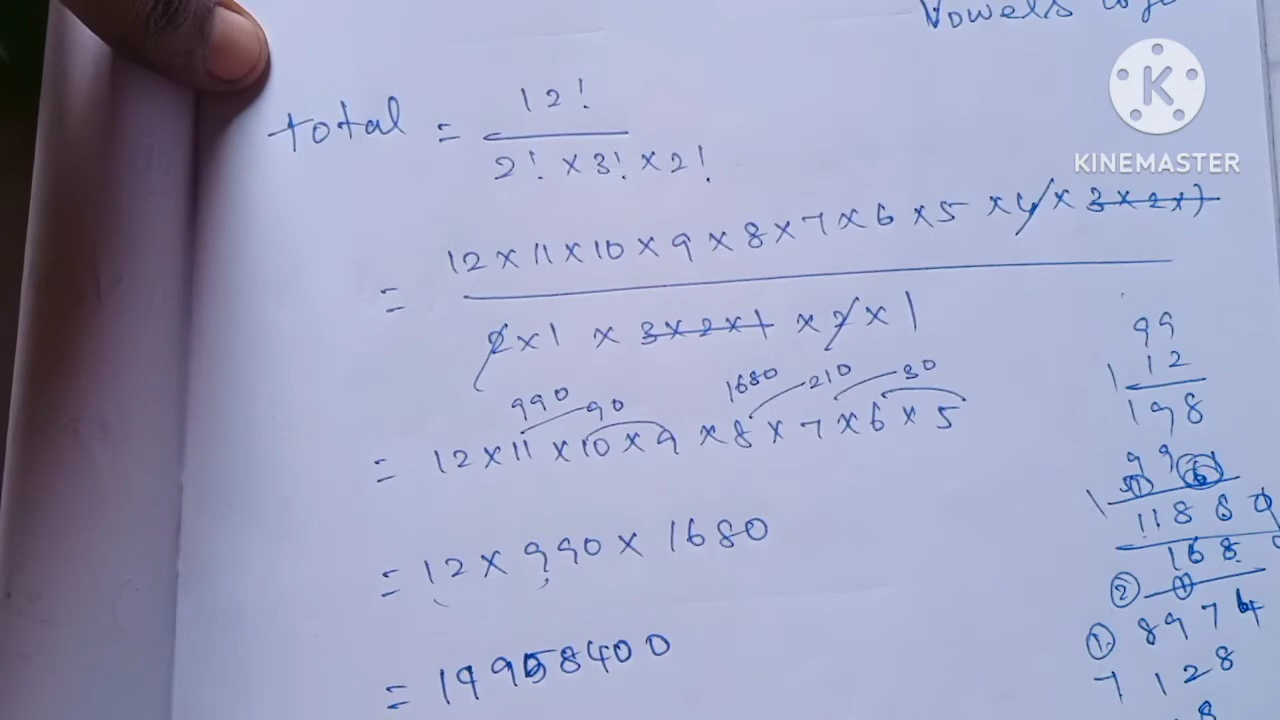 Vowels
KINEMASTER
total = 12!
2! × 3! × 2!
= 12 × 11 × 10 × 9 × 8 × 7 × 6 × 5 × 4 × 3 × 2 × 1
2 × 1 × 3 × 2 × 1 × 2 × 1
990 90 1680 210 30
= 12 × 11 × 10 × 9 × 8 × 7 × 6 × 5
= 12 × 990 × 1680
= 19958400
99
12
198
99
1188
168
8974
7128